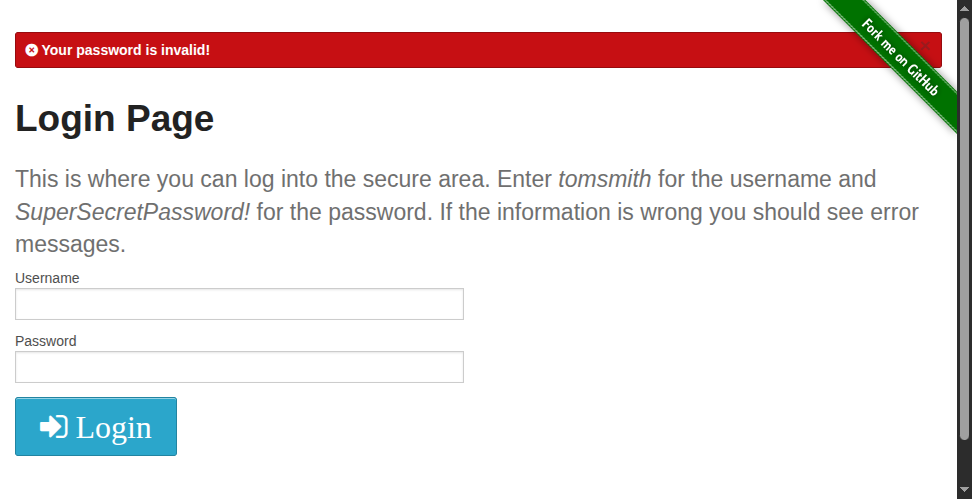 Your password is invalid!
Fork me on GitHub
Login Page
This is where you can log into the secure area. Enter tomsmith for the username and
SuperSecretPassword! for the password. If the information is wrong you should see error
messages.
Username
Password
Login